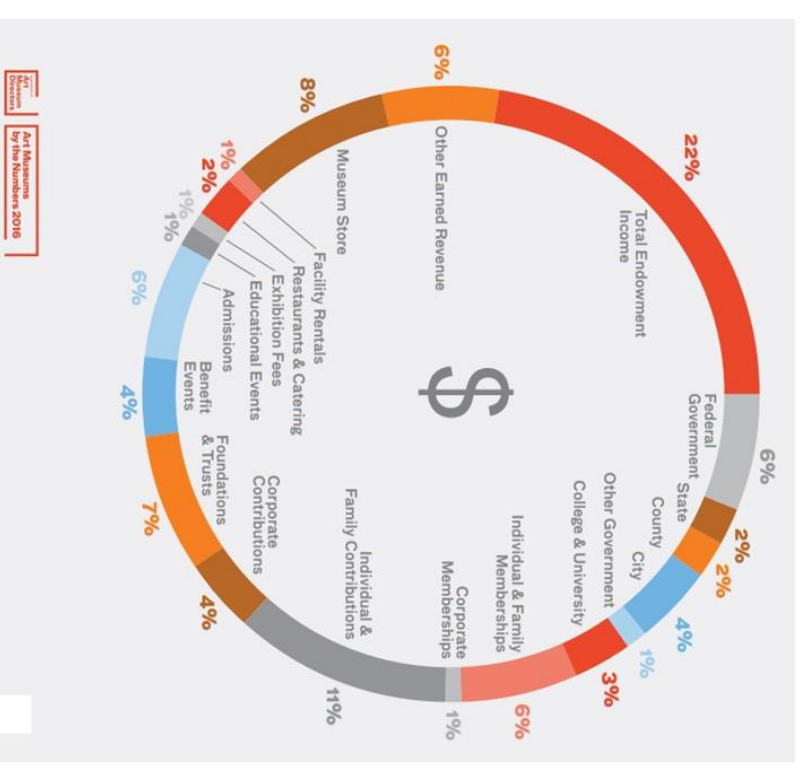 6%
Federal
Government
2%
State
2%
County
4%
City
1%
Other Government
3%
College & University
6%
Individual & Family
Memberships
1%
Corporate
Memberships
11%
Individual &
Family Contributions
4%
Corporate
Contributions
7%
Foundations
& Trusts
4%
Benefit
Events
6%
Admissions
1%
Educational Events
1%
Exhibition Fees
2%
Restaurants & Catering
1%
Facility Rentals
8%
Museum Store
6%
Other Earned Revenue
22%
Total Endowment
Income
$
Art
Museum
Directors
Art Museums
by the Numbers 2016